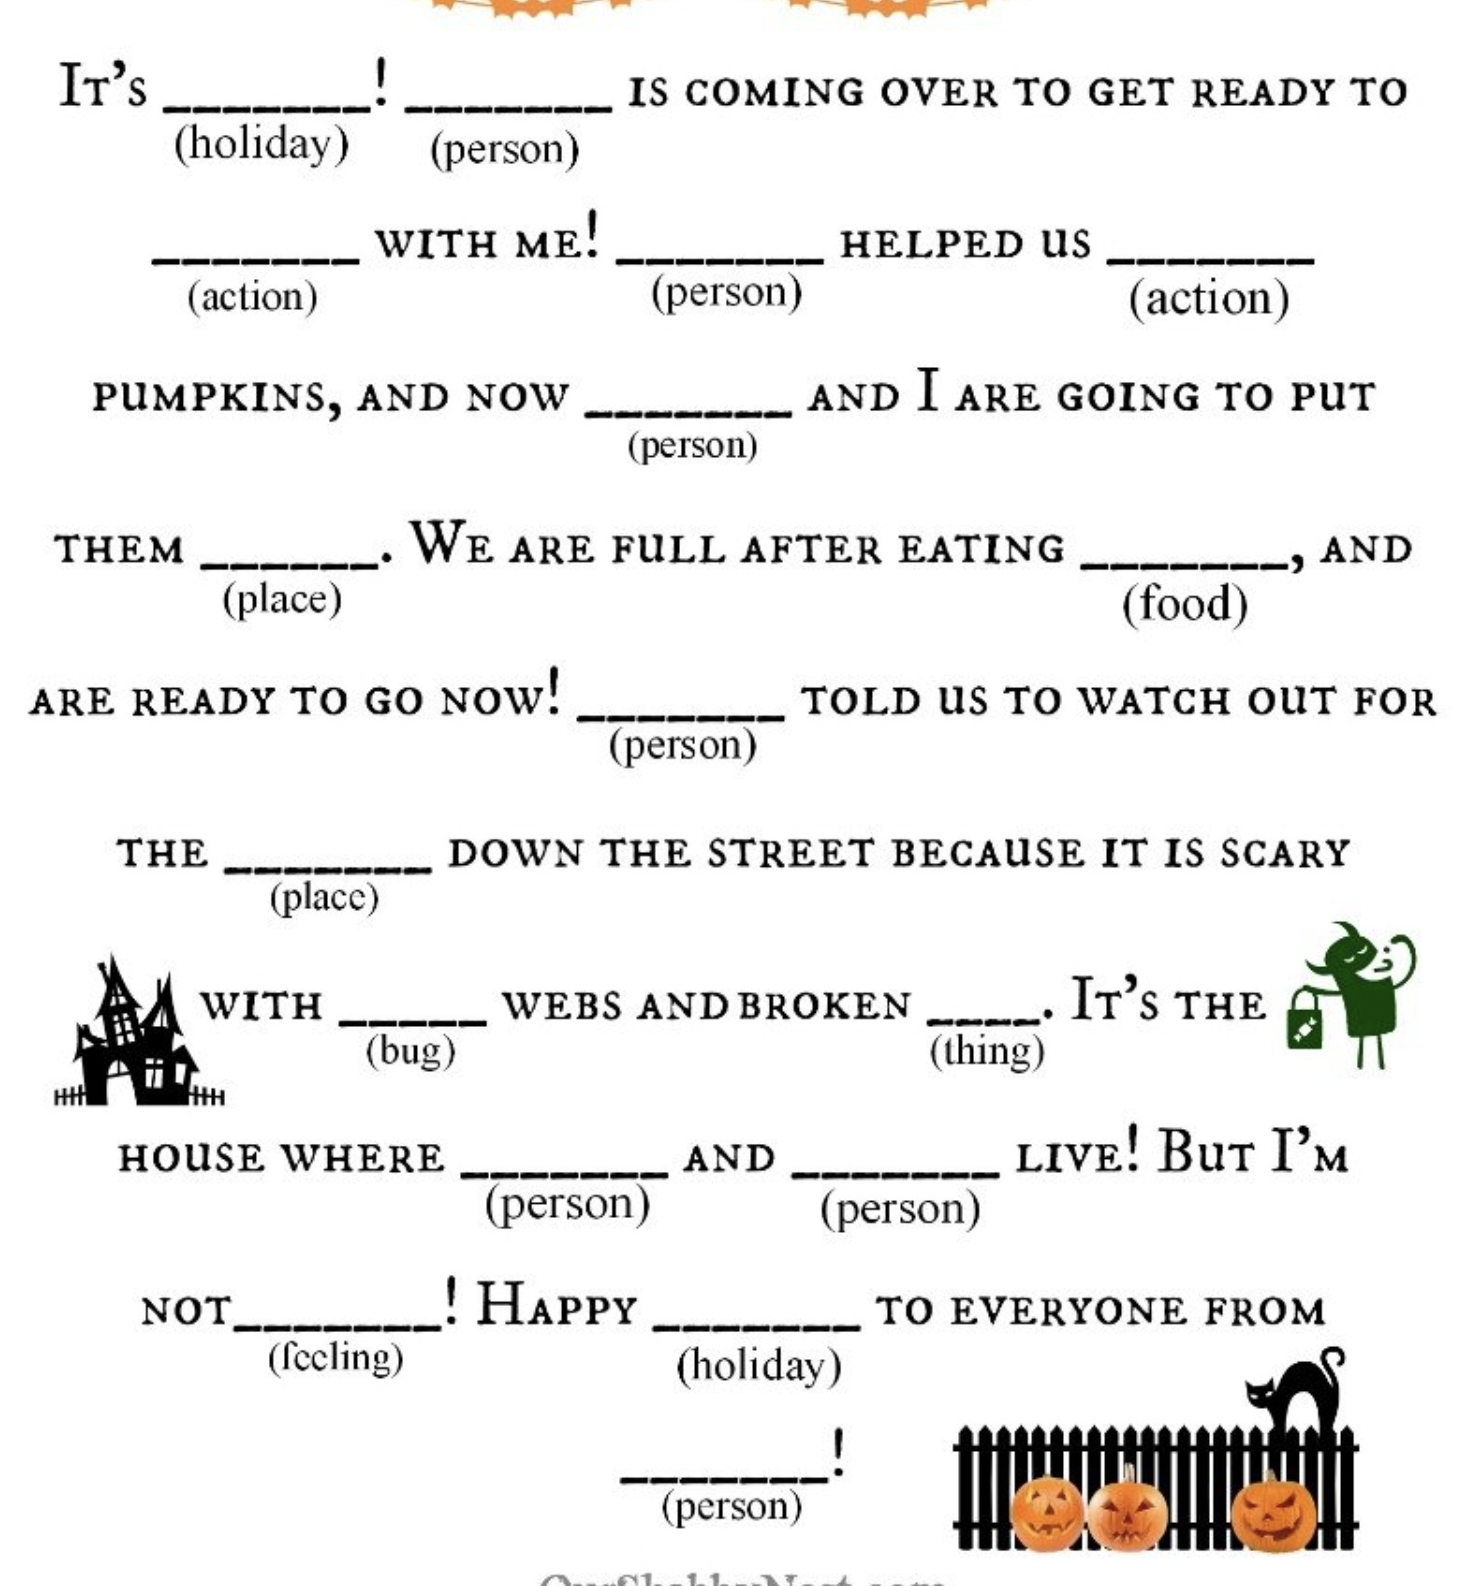 It's _______! _______ is coming over to get ready to
(holiday) (person)
_______ with me! _______ helped us _______
(action) (person) (action)
pumpkins, and now _______ and I are going to put
(person)
them ______. We are full after eating _______, and
(place) (food)
are ready to go now! _______ told us to watch out for
(person)
the _______ down the street because it is scary
(place)
with _____ webs and broken ____. It's the
(bug) (thing)
house where _______ and _______ live! But I'm
(person) (person)
not_______! Happy _______ to everyone from
(feeling) (holiday)
_______!
(person)
OurShabbyNest.com